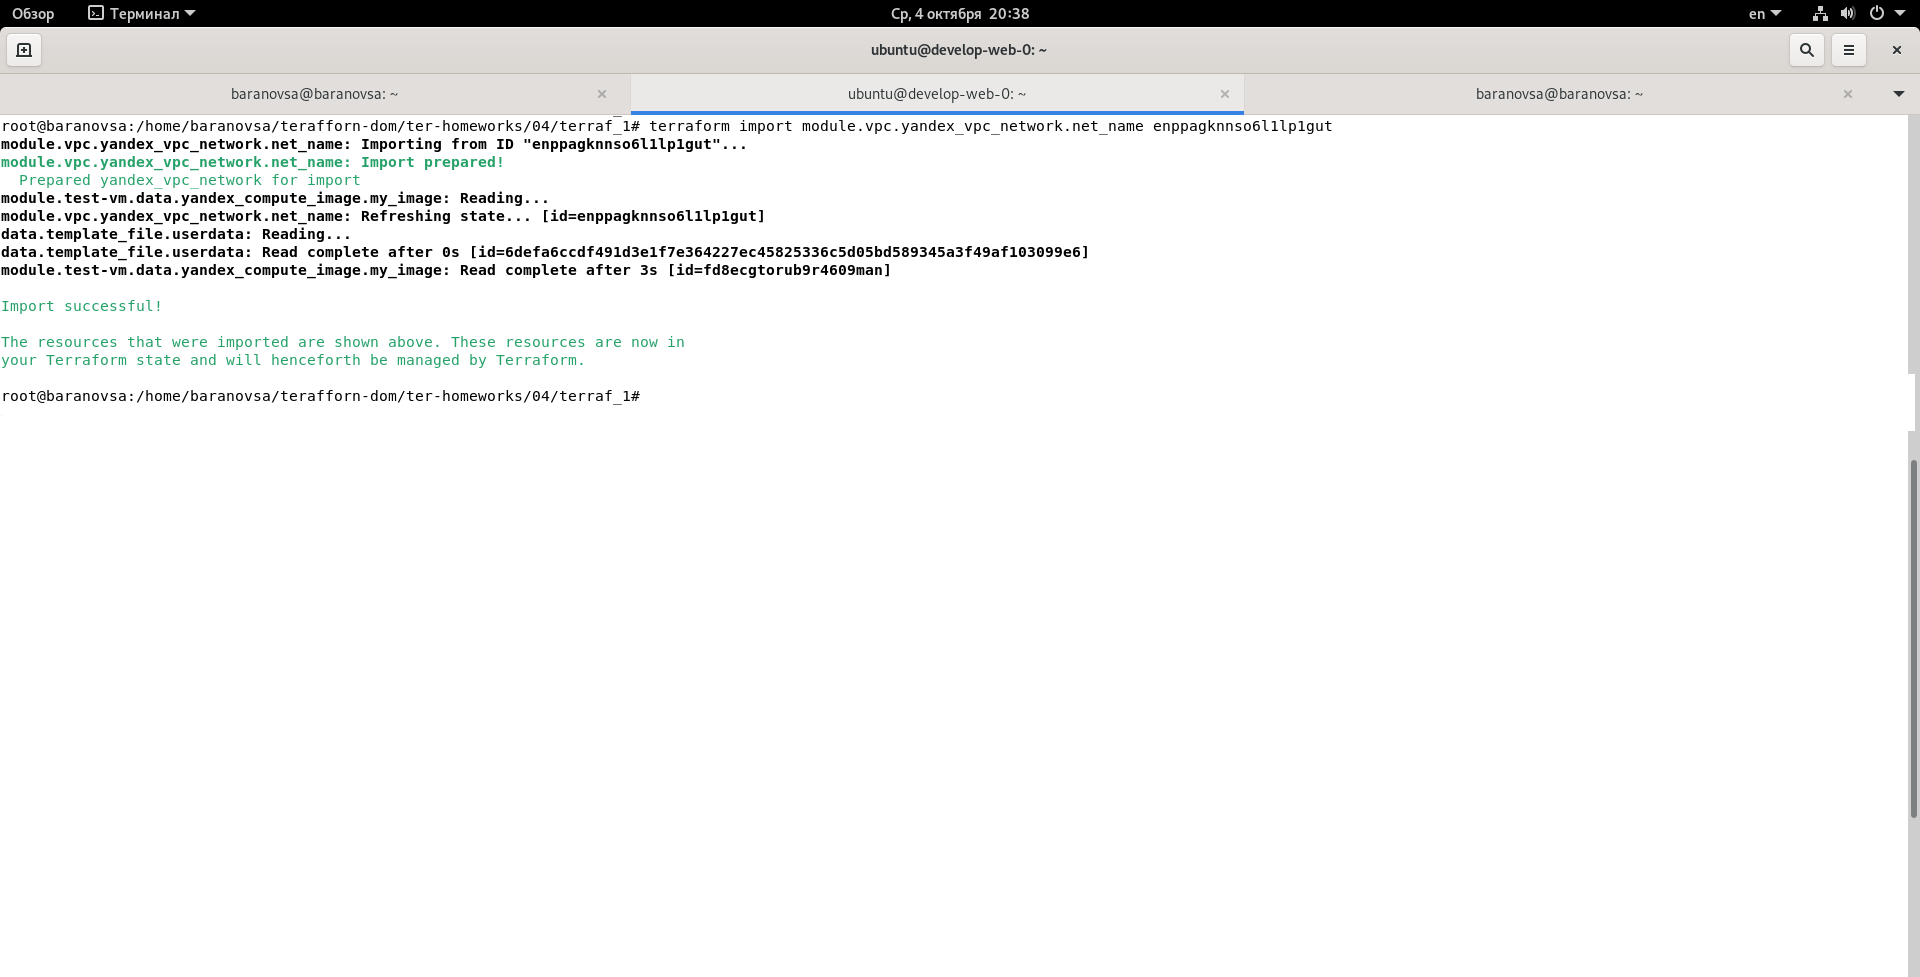 Обзор Терминал Ср, 4 октября 20:38 en
ubuntu@develop-web-0: ~
baranovsa@baranovsa: ~ ubuntu@develop-web-0: ~ baranovsa@baranovsa: ~
root@baranovsa:/home/baranovsa/terafforn-dom/ter-homeworks/04/terraf_1# terraform import module.vpc.yandex_vpc_network.net_name enppagknnso6l1lp1gut
module.vpc.yandex_vpc_network.net_name: Importing from ID "enppagknnso6l1lp1gut"...
module.vpc.yandex_vpc_network.net_name: Import prepared!
  Prepared yandex_vpc_network for import
module.test-vm.data.yandex_compute_image.my_image: Reading...
module.vpc.yandex_vpc_network.net_name: Refreshing state... [id=enppagknnso6l1lp1gut]
data.template_file.userdata: Reading...
data.template_file.userdata: Read complete after 0s [id=6defa6ccdf491d3e1f7e364227ec45825336c5d05bd589345a3f49af103099e6]
module.test-vm.data.yandex_compute_image.my_image: Read complete after 3s [id=fd8ecgtorub9r4609man]
Import successful!
The resources that were imported are shown above. These resources are now in
your Terraform state and will henceforth be managed by Terraform.
root@baranovsa:/home/baranovsa/terafforn-dom/ter-homeworks/04/terraf_1#